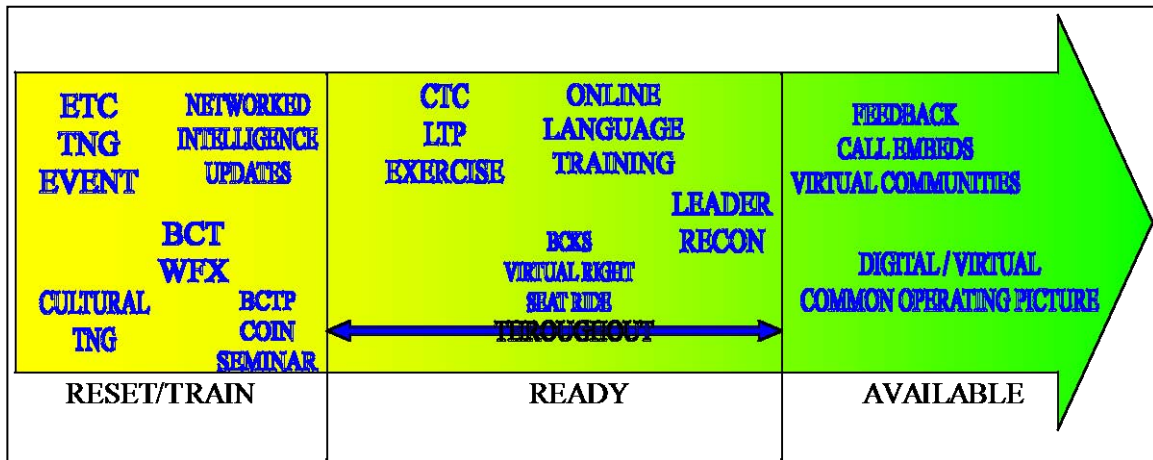 ETC
TNG
EVENT
NETWORKED
INTELLIGENCE
UPDATES
BCT
WFX
CULTURAL
TNG
BCTP
COIN
SEMINAR
CTC
LTP
EXERCISE
ONLINE
LANGUAGE
TRAINING
LEADER
RECON
BCKS
VIRTUAL RIGHT
SEAT RIDE
THROUGHOUT
FEEDBACK
CALL EMBEDS
VIRTUAL COMMUNITIES
DIGITAL / VIRTUAL
COMMON OPERATING PICTURE
RESET/TRAIN
READY
AVAILABLE